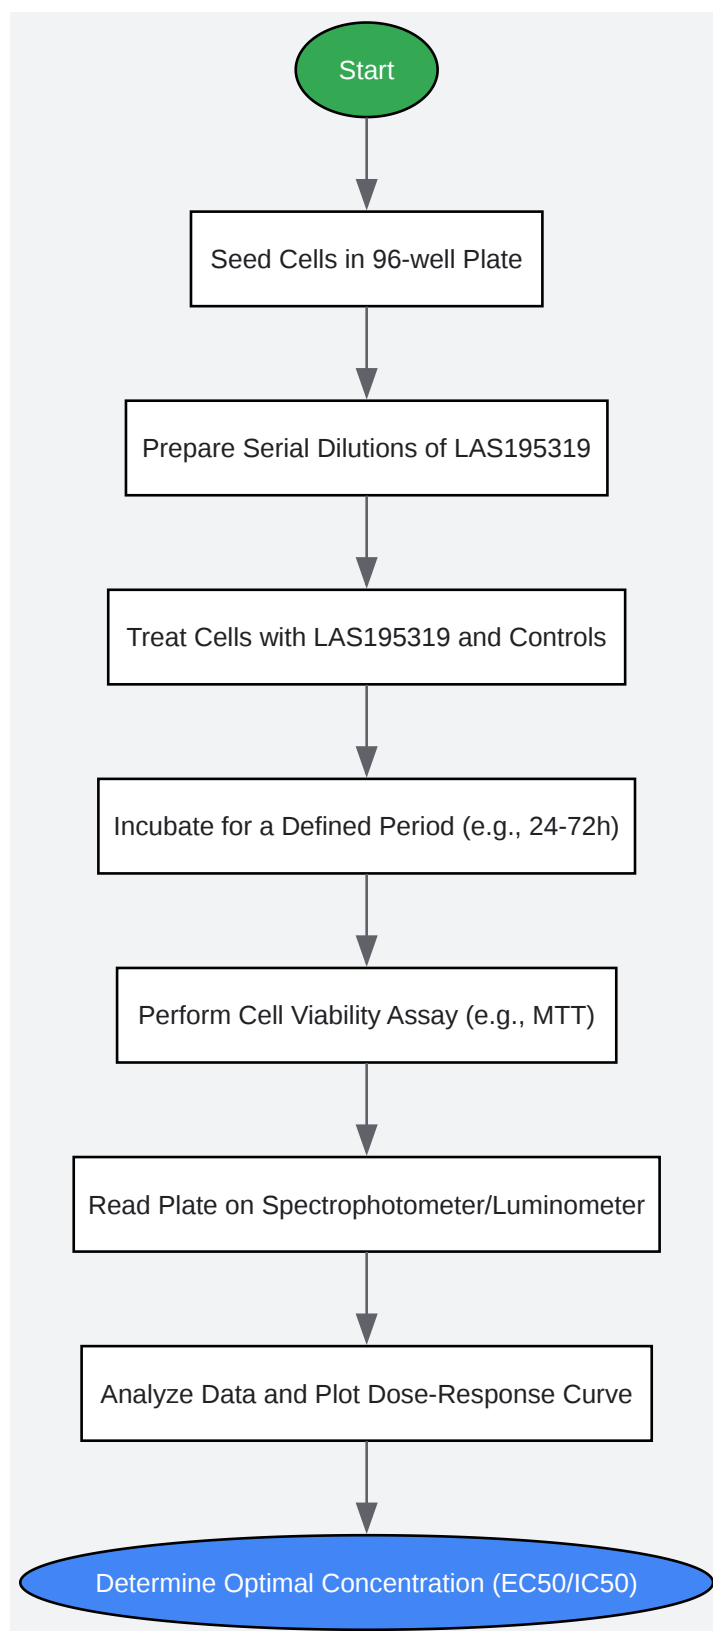 Start
Seed Cells in 96-well Plate
Prepare Serial Dilutions of LAS195319
Treat Cells with LAS195319 and Controls
Incubate for a Defined Period (e.g., 24-72h)
Perform Cell Viability Assay (e.g., MTT)
Read Plate on Spectrophotometer/Luminometer
Analyze Data and Plot Dose-Response Curve
Determine Optimal Concentration (EC50/IC50)